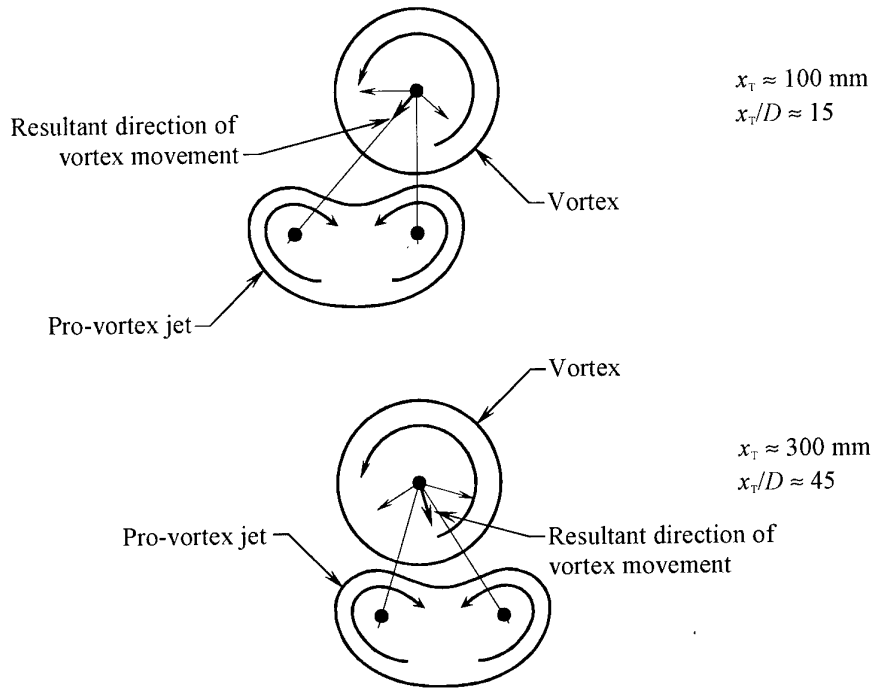 x_T ≈ 100 mm
x_T/D ≈ 15
Resultant direction of
vortex movement
Vortex
Pro-vortex jet
Vortex
x_T ≈ 300 mm
x_T/D ≈ 45
Pro-vortex jet
Resultant direction of
vortex movement